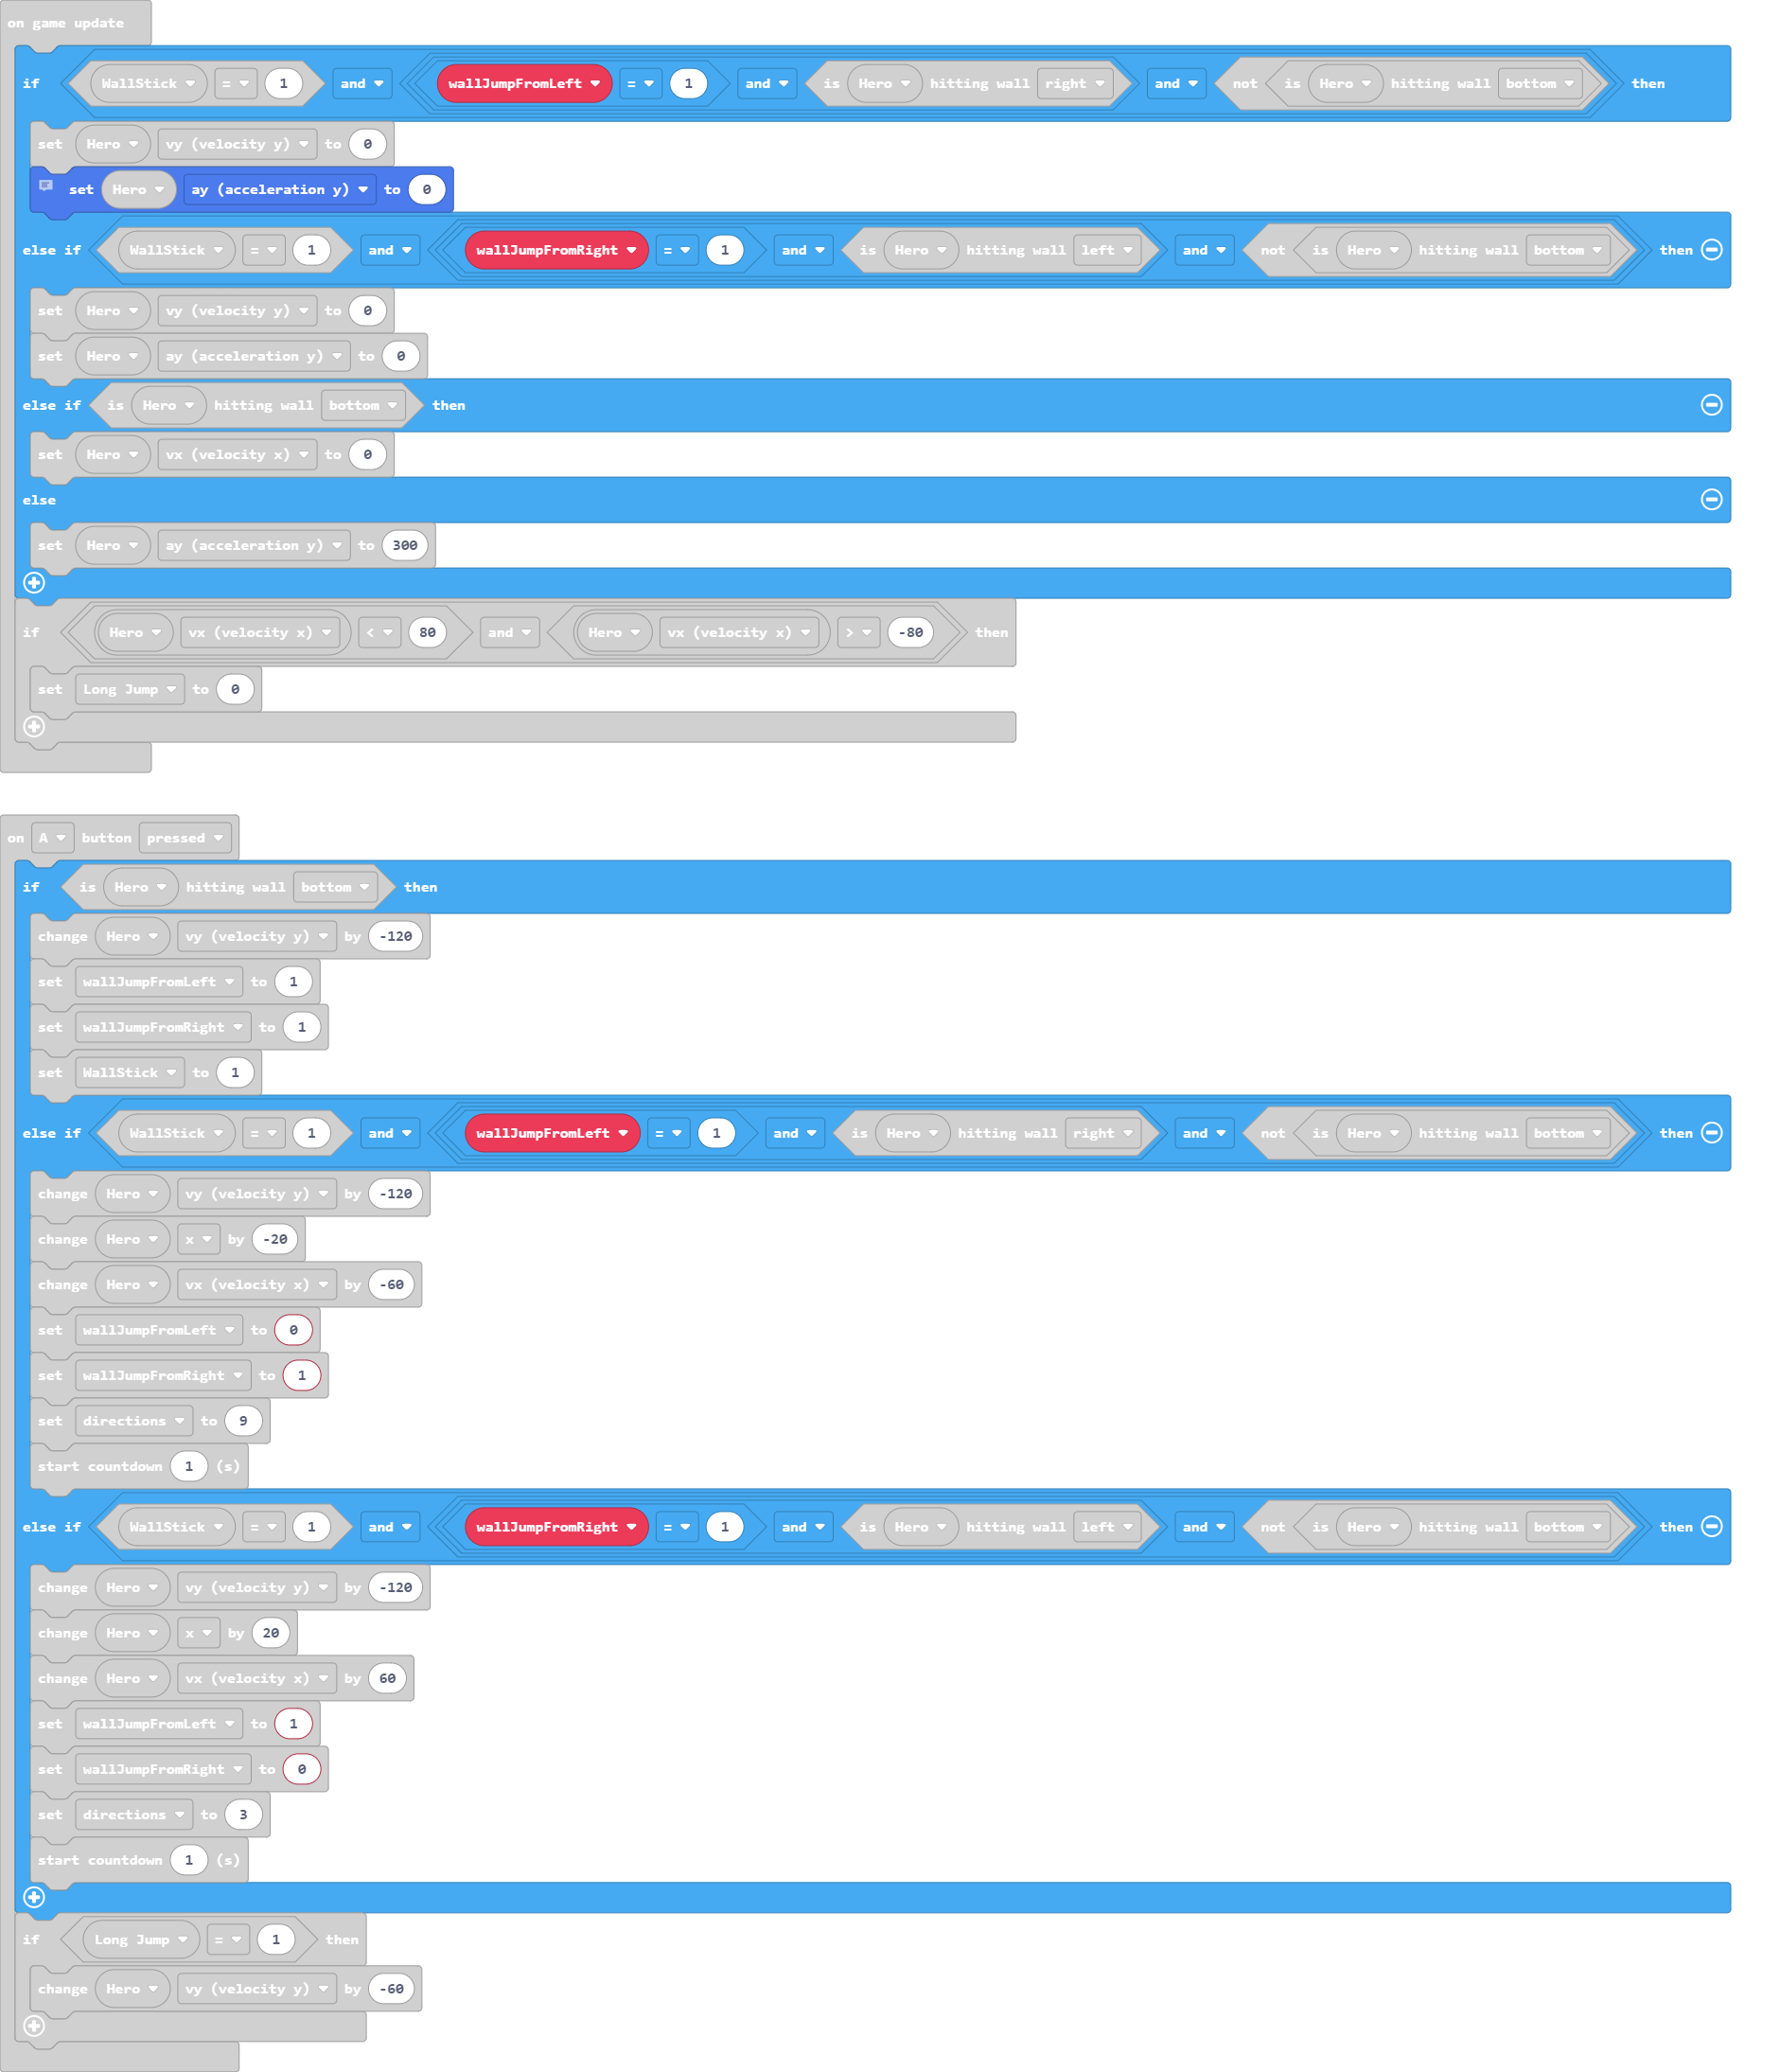 on game update
if WallStick = 1 and wallJumpFromLeft = 1 and is Hero hitting wall right and not is Hero hitting wall bottom then
set Hero vy (velocity y) to 0
set Hero ay (acceleration y) to 0
else if WallStick = 1 and wallJumpFromRight = 1 and is Hero hitting wall left and not is Hero hitting wall bottom then
set Hero vy (velocity y) to 0
set Hero ay (acceleration y) to 0
else if is Hero hitting wall bottom then
set Hero vx (velocity x) to 0
else
set Hero ay (acceleration y) to 300
if Hero vx (velocity x) < 80 and Hero vx (velocity x) > -80 then
set Long Jump to 0
on A button pressed
if is Hero hitting wall bottom then
change Hero vy (velocity y) by -120
set wallJumpFromLeft to 1
set wallJumpFromRight to 1
set WallStick to 1
else if WallStick = 1 and wallJumpFromLeft = 1 and is Hero hitting wall right and not is Hero hitting wall bottom then
change Hero vy (velocity y) by -120
change Hero x by -20
change Hero vx (velocity x) by -60
set wallJumpFromLeft to 0
set wallJumpFromRight to 1
set directions to 9
start countdown 1 (s)
else if WallStick = 1 and wallJumpFromRight = 1 and is Hero hitting wall left and not is Hero hitting wall bottom then
change Hero vy (velocity y) by -120
change Hero x by 20
change Hero vx (velocity x) by 60
set wallJumpFromLeft to 1
set wallJumpFromRight to 0
set directions to 3
start countdown 1 (s)
if Long Jump = 1 then
change Hero vy (velocity y) by -60